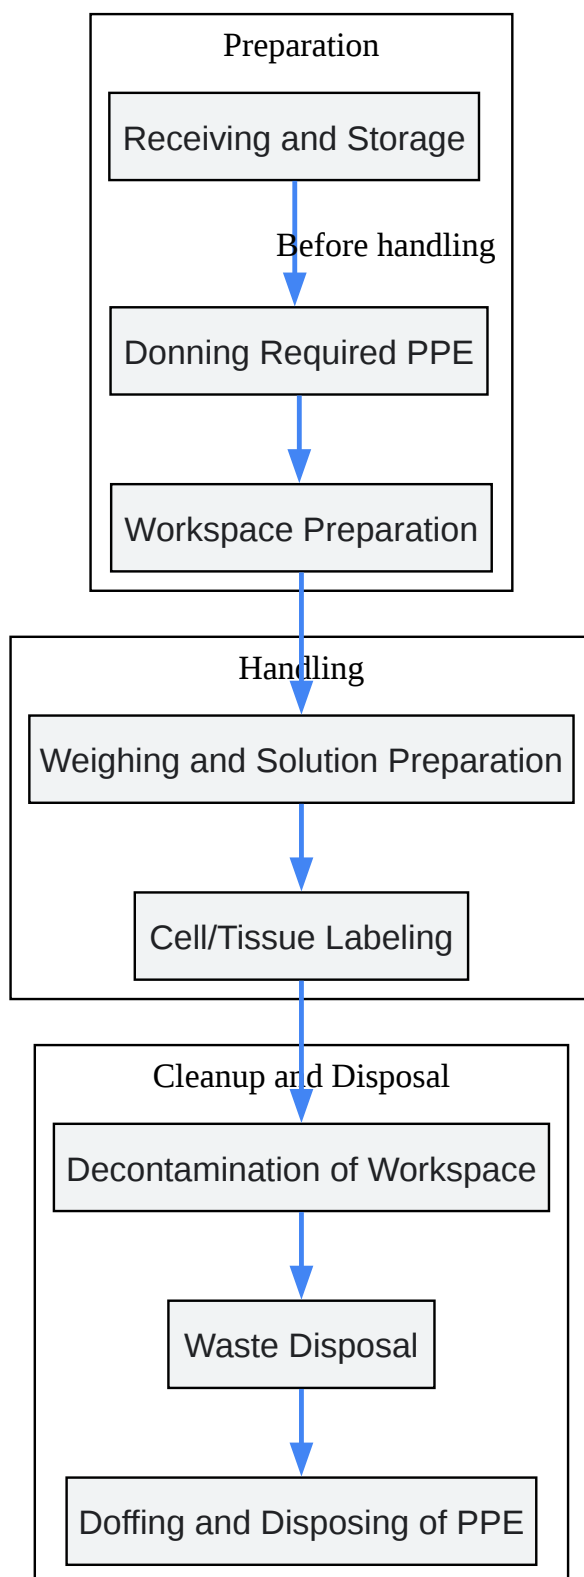 Preparation
Receiving and Storage
Before handling
Donning Required PPE
Workspace Preparation
Handling
Weighing and Solution Preparation
Cell/Tissue Labeling
Cleanup and Disposal
Decontamination of Workspace
Waste Disposal
Doffing and Disposing of PPE